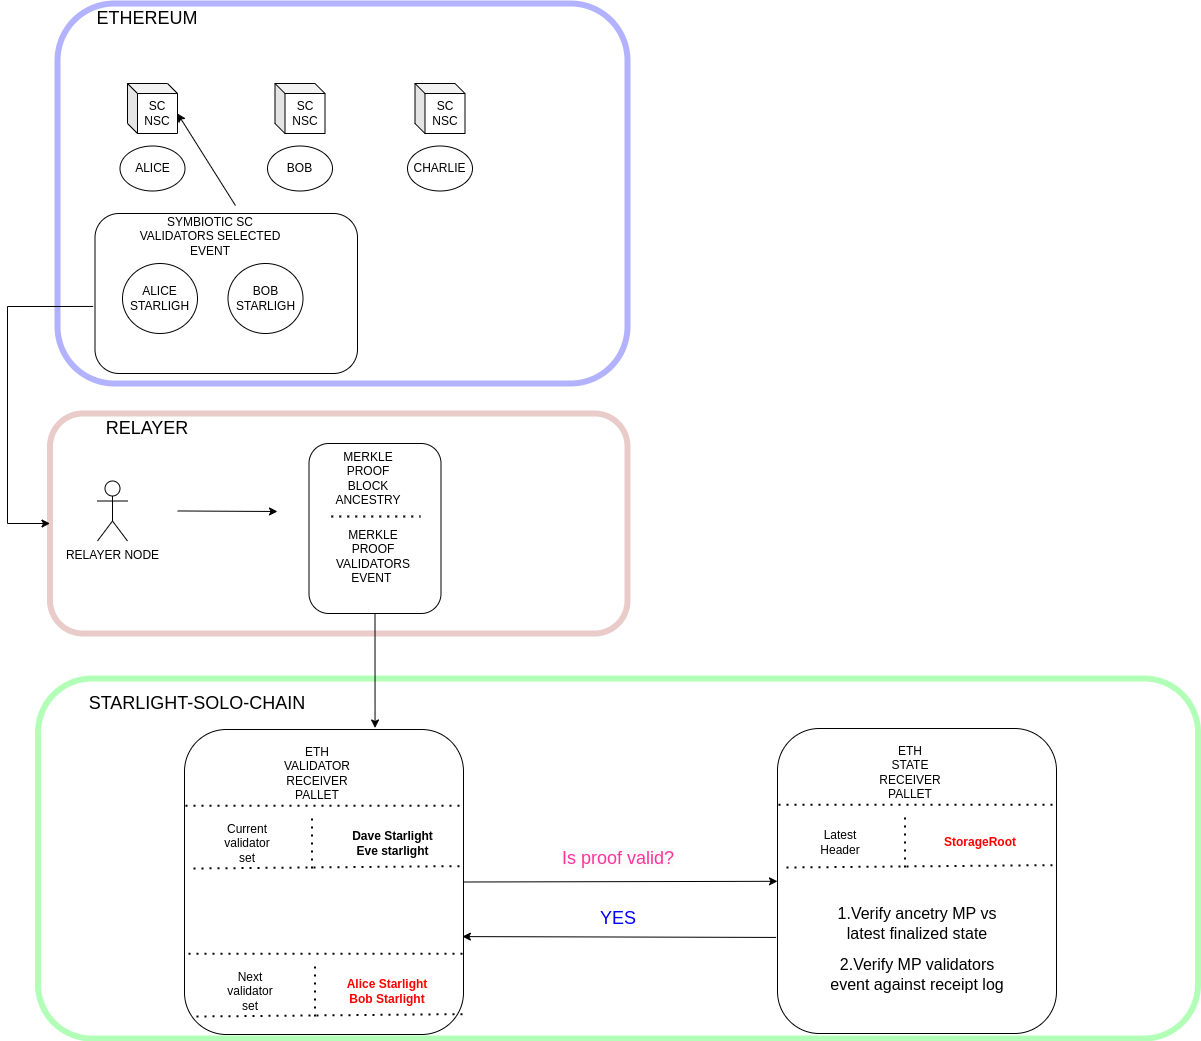 ETHEREUM
SC
NSC
SC
NSC
SC
NSC
ALICE
BOB
CHARLIE
SYMBIOTIC SC
VALIDATORS SELECTED
EVENT
ALICE
STARLIGH
BOB
STARLIGH
RELAYER
RELAYER NODE
MERKLE
PROOF
BLOCK
ANCESTRY
MERKLE
PROOF
VALIDATORS
EVENT
STARLIGHT-SOLO-CHAIN
ETH
VALIDATOR
RECEIVER
PALLET
Current
validator
set
Dave Starlight
Eve starlight
Next
validator
set
Alice Starlight
Bob Starlight
Is proof valid?
YES
ETH
STATE
RECEIVER
PALLET
Latest
Header
StorageRoot
1.Verify ancetry MP vs
latest finalized state
2.Verify MP validators
event against receipt log